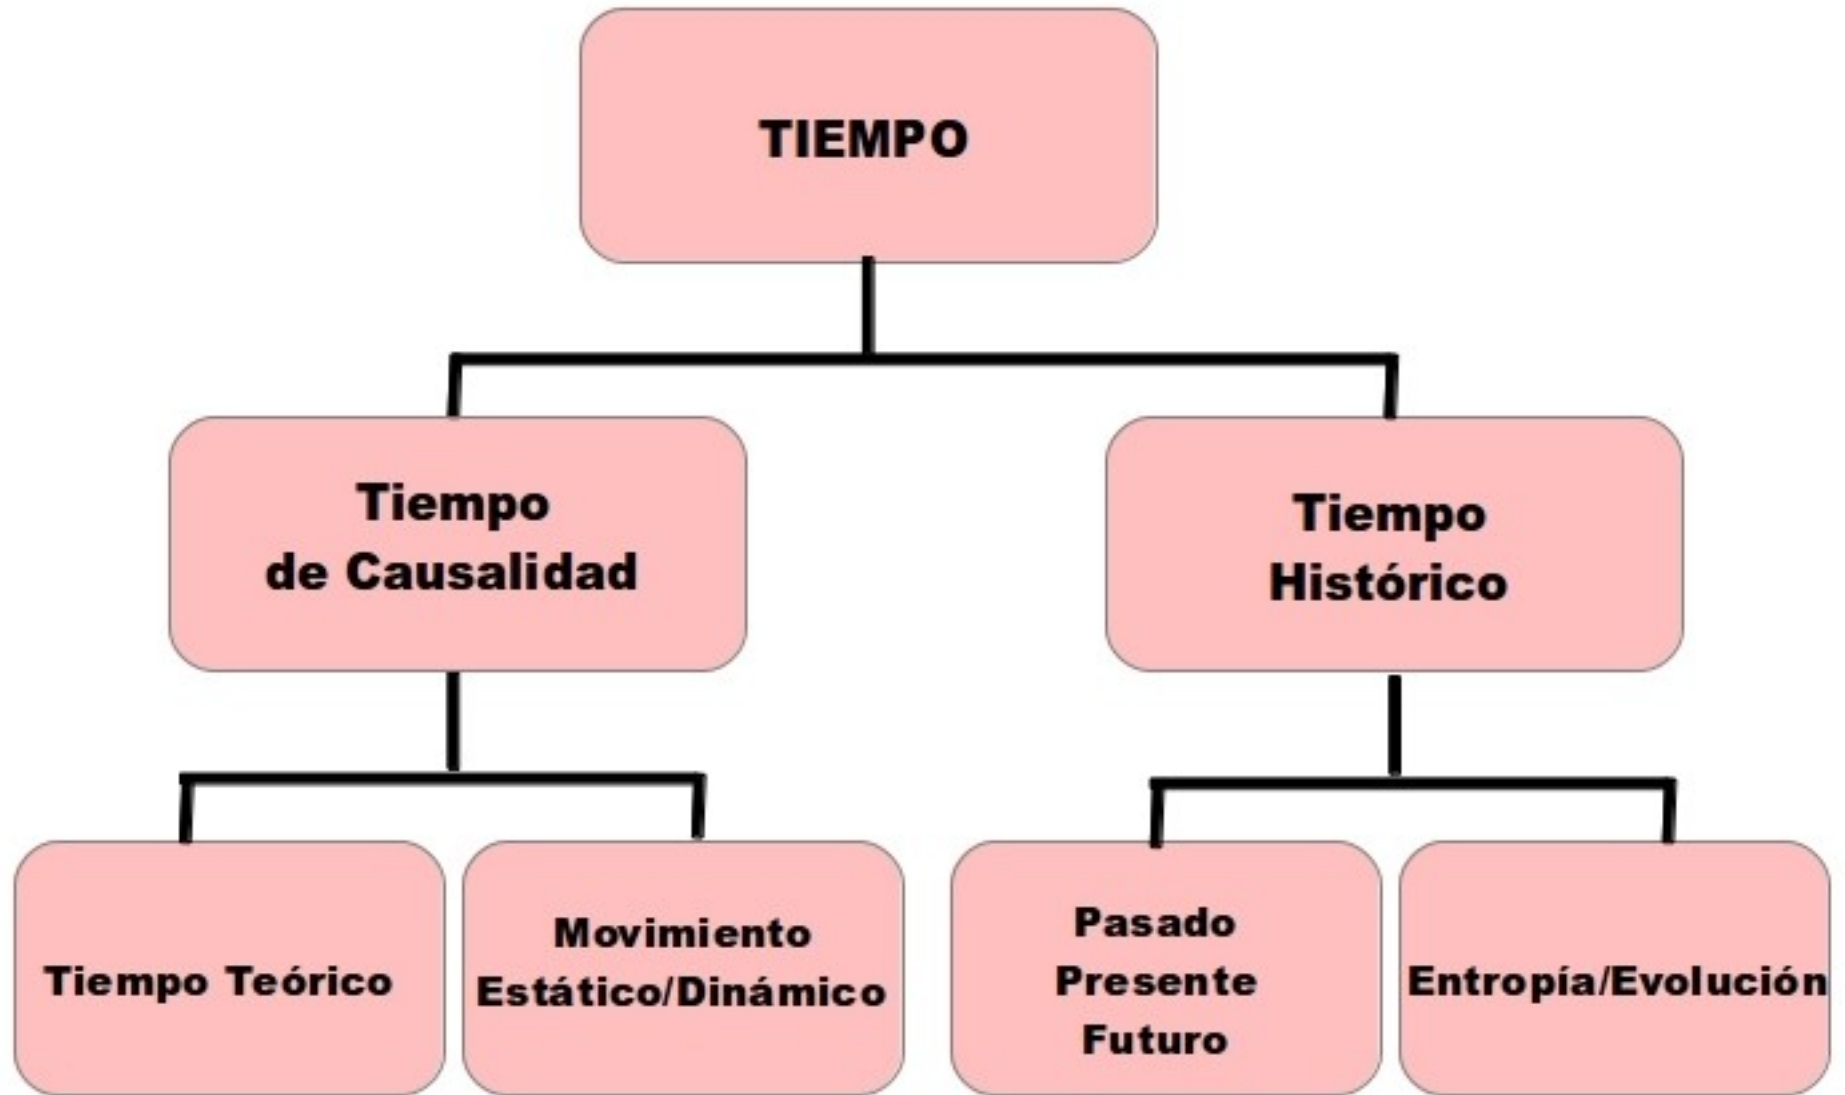 TIEMPO
Tiempo
de Causalidad
Tiempo
Histórico
Tiempo Teórico
Movimiento
Estático/Dinámico
Pasado
Presente
Futuro
Entropía/Evolución